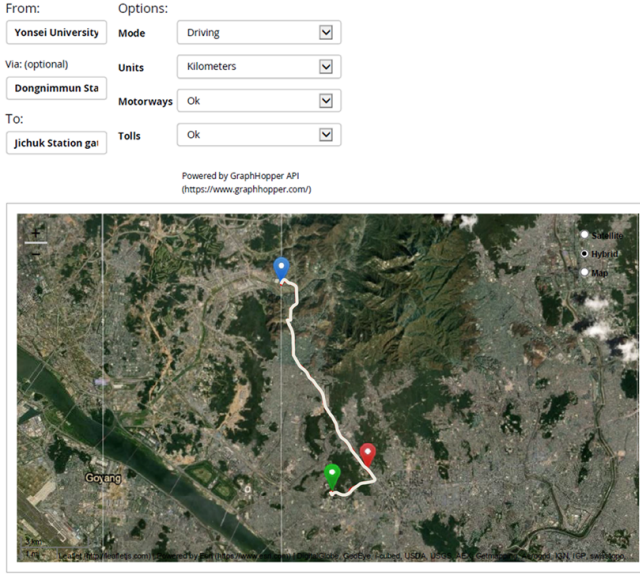 From:
Options:
Yonsei University
Mode
Driving
Via: (optional)
Units
Kilometers
Dongnimmun Sta
Motorways
Ok
To:
Jichuk Station gat
Tolls
Ok
Powered by GraphHopper API
(https://www.graphhopper.com/)
+
−
Satellite
Hybrid
Map
Goyang